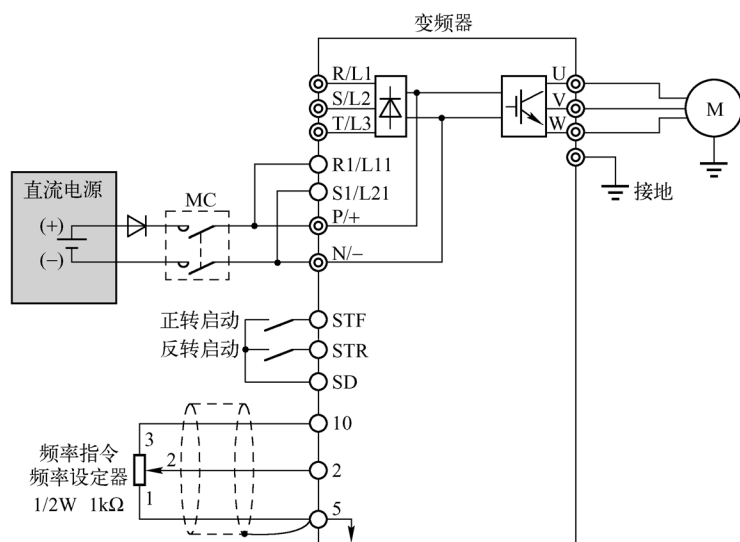 变频器
R/L1
S/L2
T/L3
U
V
W
M
R1/L11
S1/L21
接地
直流电源
MC
(+)
P/+
(−)
N/−
正转启动
STF
反转启动
STR
SD
10
3
频率指令
频率设定器
2
2
1/2W 1kΩ
1
5